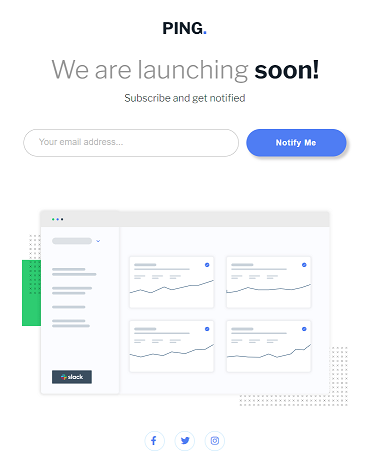 PING.
We are launching soon!
Subscribe and get notified
Your email address...
Notify Me
slack